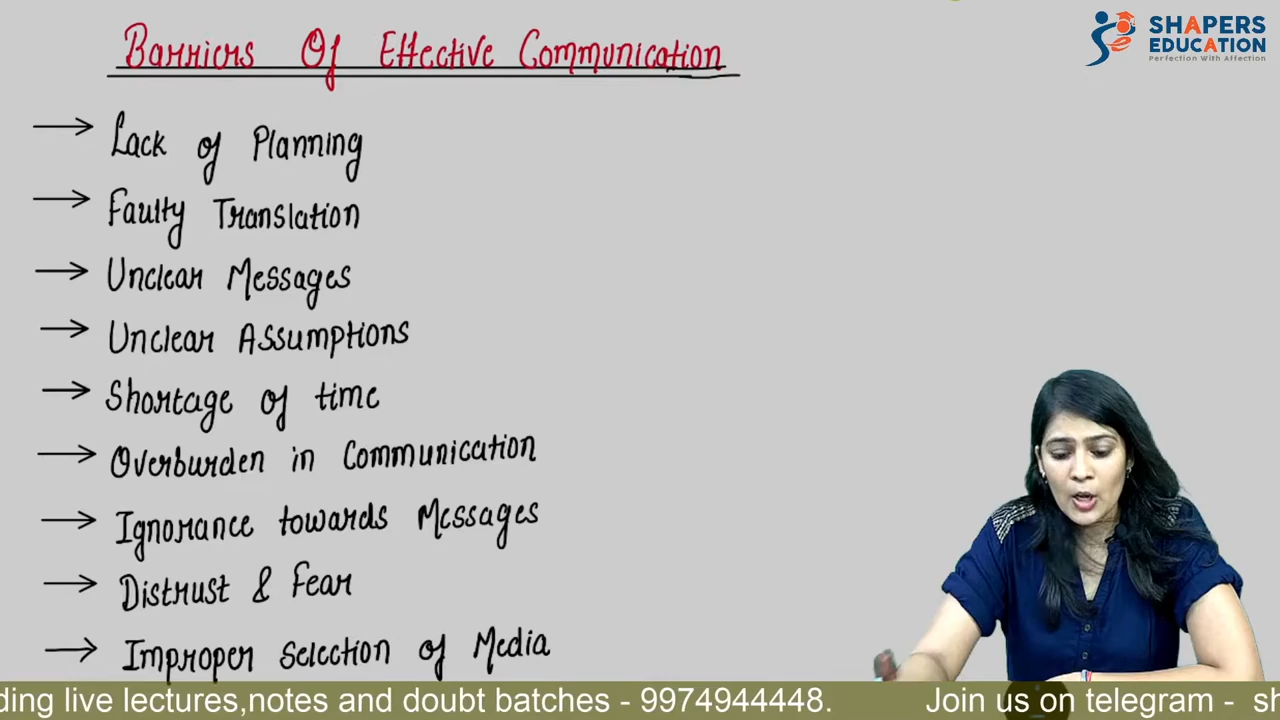 Barriers Of Effective Communication
SHAPERS
EDUCATION
Perfection With Affection
→ Lack of Planning
→ Faulty Translation
→ Unclear Messages
→ Unclear Assumptions
→ Shortage of time
→ Overburden in Communication
→ Ignorance towards Messages
→ Distrust & Fear
→ Improper Selection of Media
ding live lectures,notes and doubt batches - 9974944448. Join us on telegram - sh